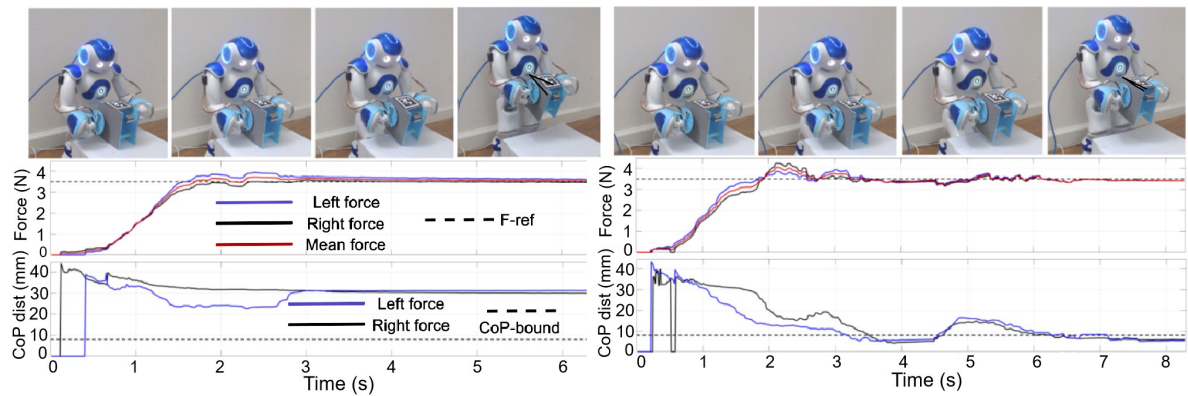 Force (N)
4
3
2
1
0
Left force
Right force
Mean force
F-ref
CoP dist (mm)
40
30
20
10
0
Left force
Right force
CoP-bound
0 1 2 3 4 5 6
Time (s)
Force (N)
4
3
2
1
0
CoP dist (mm)
40
30
20
10
0
0 1 2 3 4 5 6 7 8
Time (s)